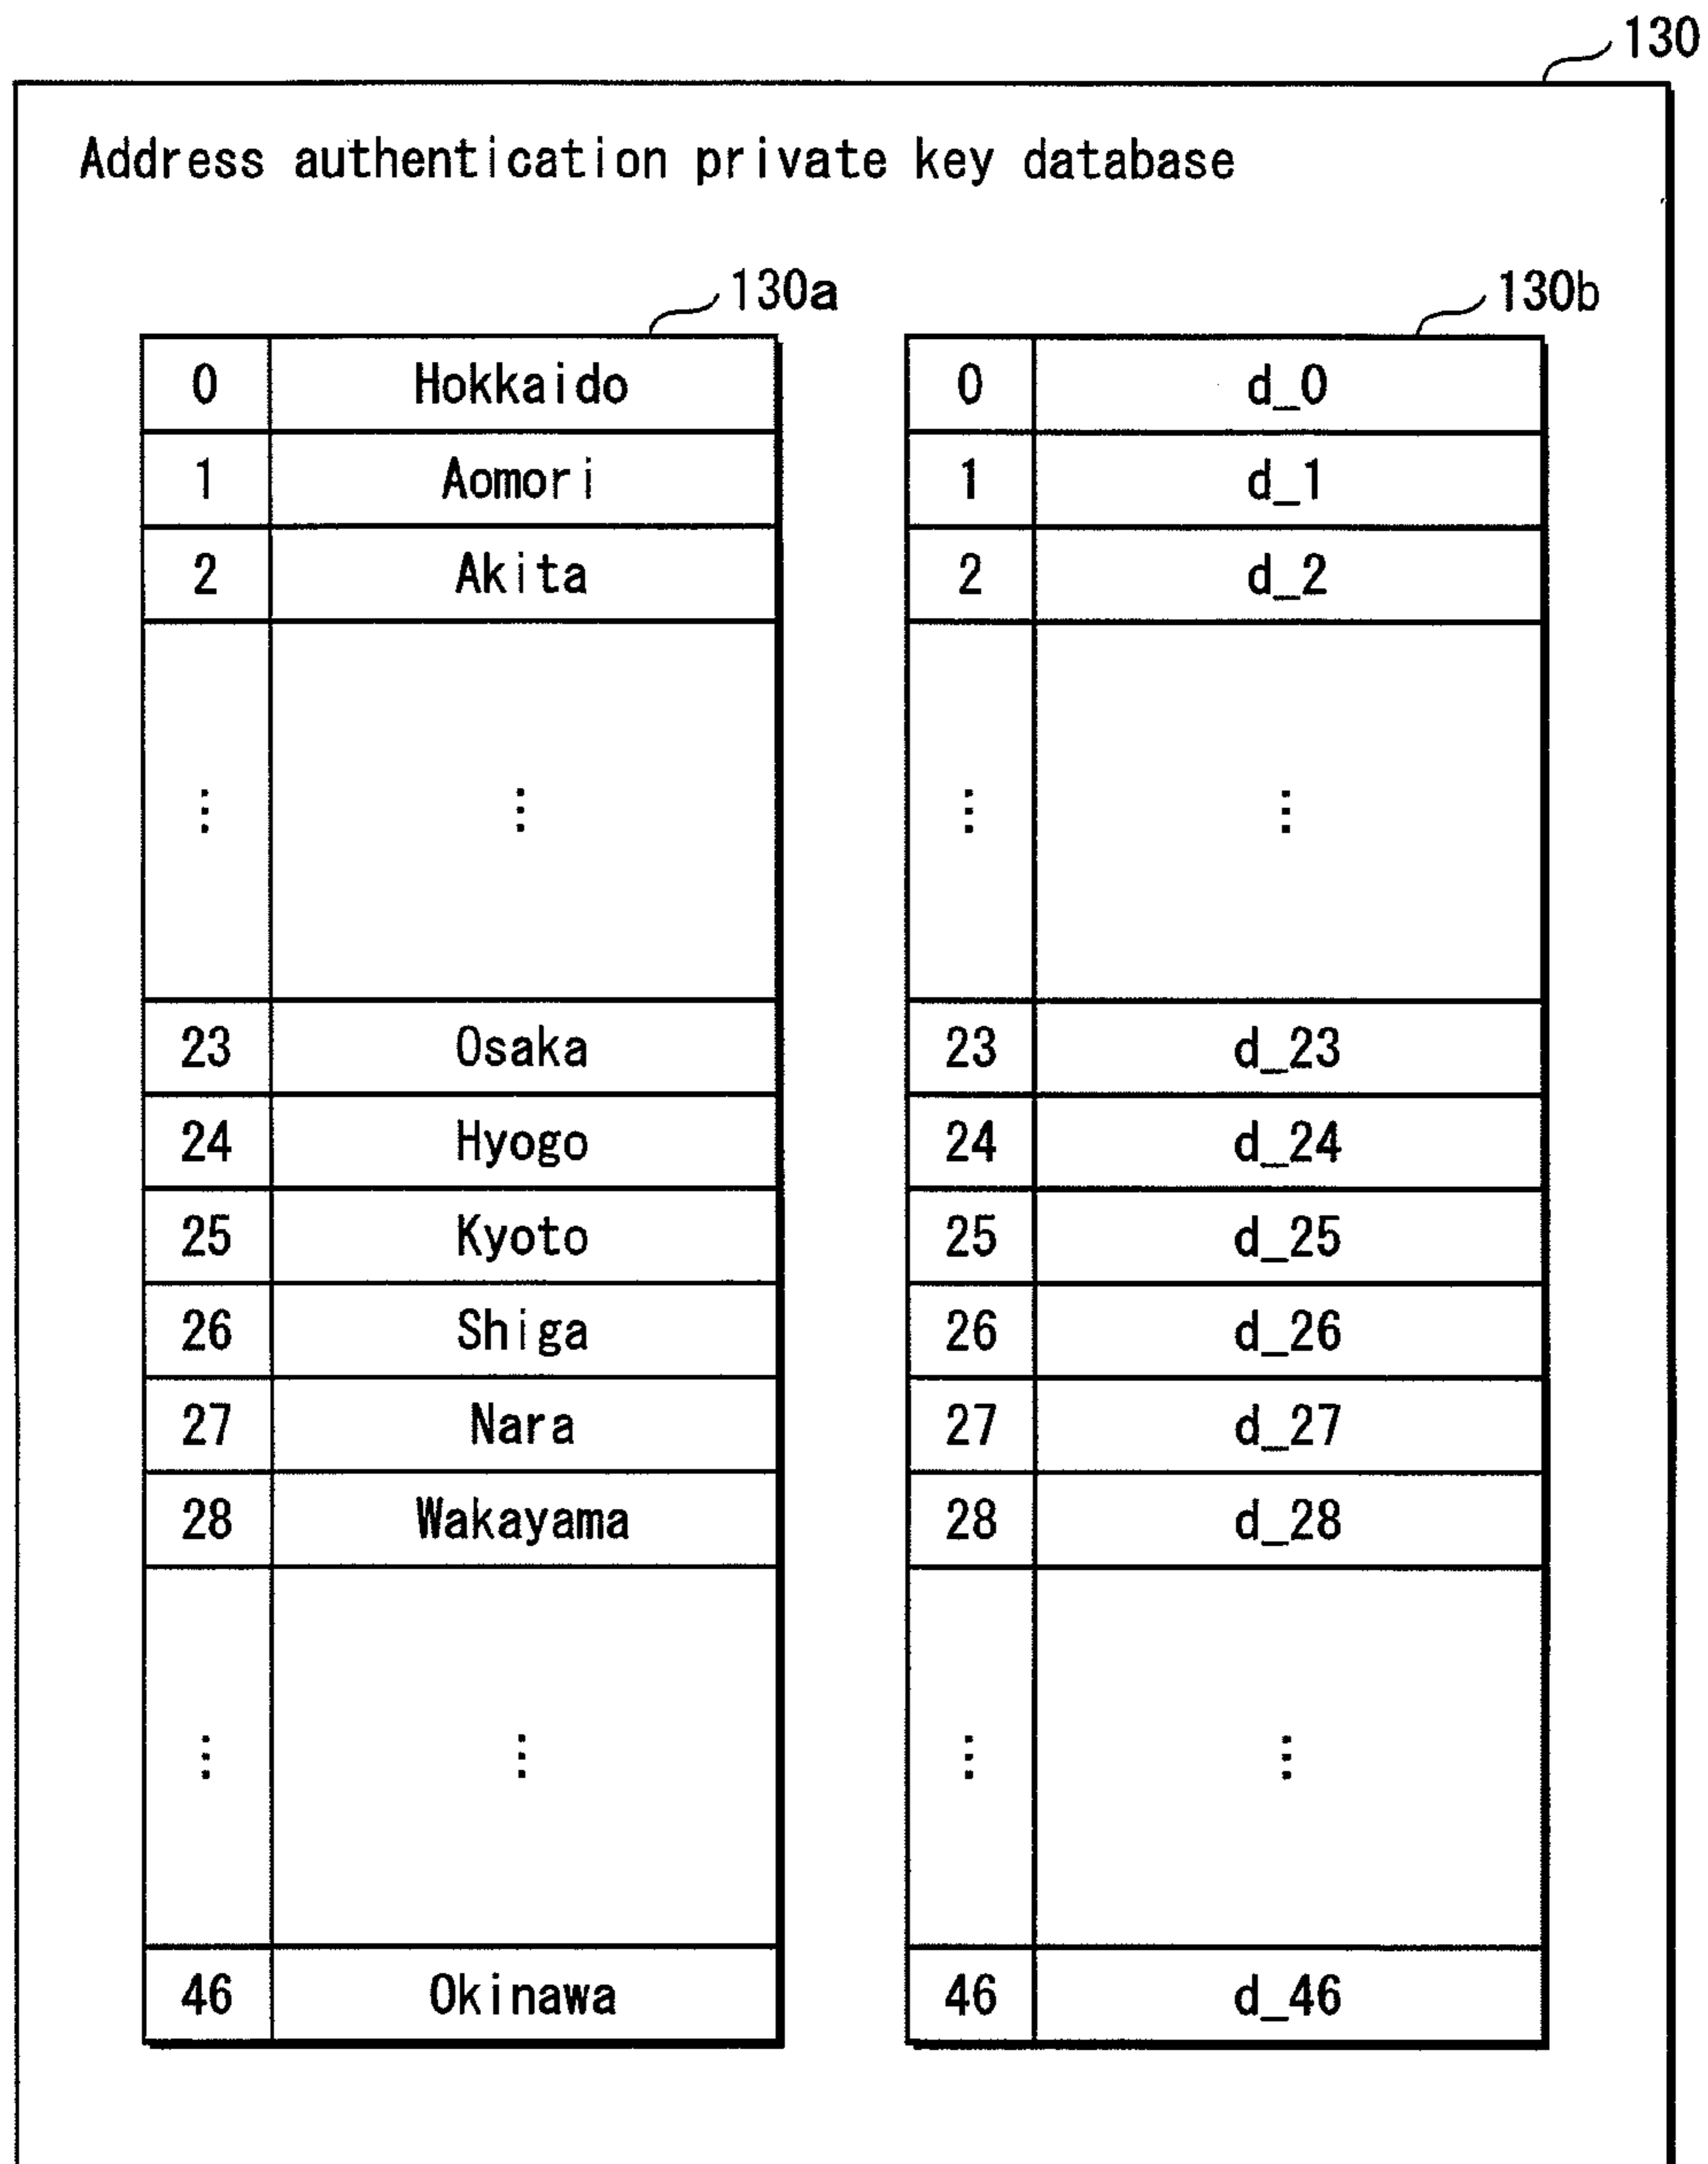 130
Address authentication private key database
130a 130b
0 Hokkaido 0 d_0
1 Aomori 1 d_1
2 Akita 2 d_2
⋮ ⋮ ⋮ ⋮
23 Osaka 23 d_23
24 Hyogo 24 d_24
25 Kyoto 25 d_25
26 Shiga 26 d_26
27 Nara 27 d_27
28 Wakayama 28 d_28
⋮ ⋮ ⋮ ⋮
46 Okinawa 46 d_46